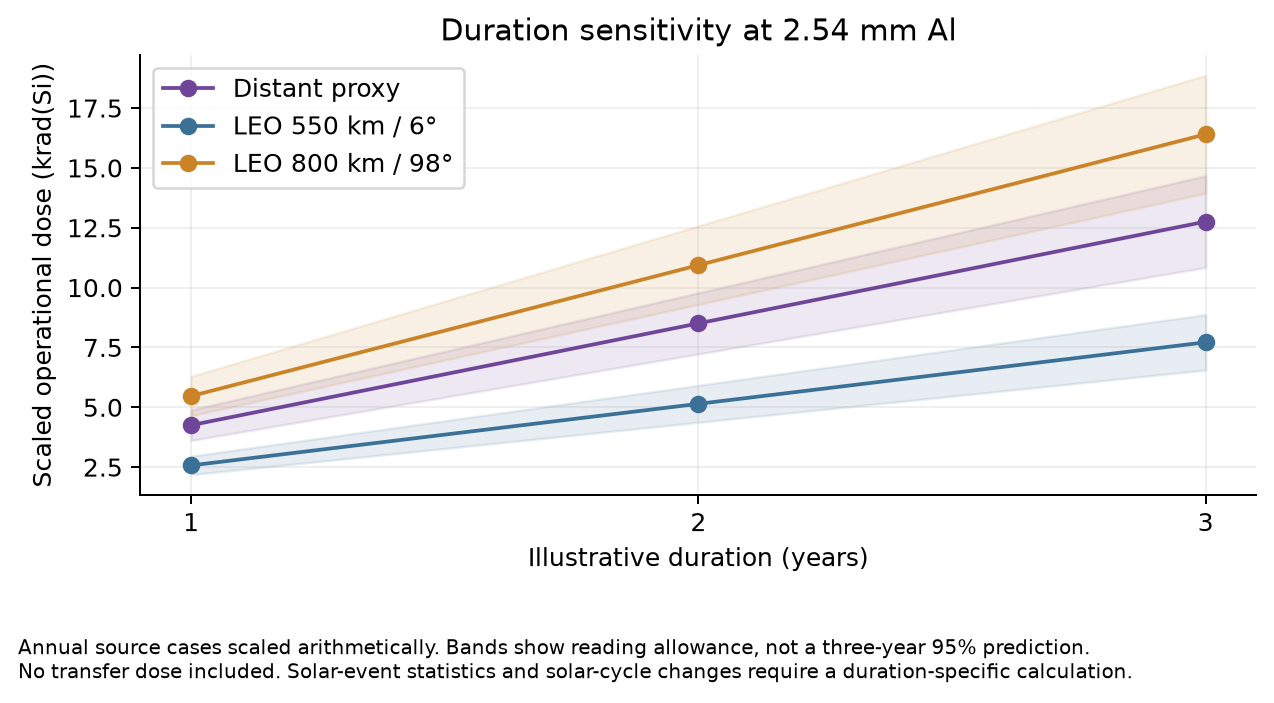 Duration sensitivity at 2.54 mm Al
Scaled operational dose (krad(Si))
Distant proxy
LEO 550 km / 6°
LEO 800 km / 98°
17.5
15.0
12.5
10.0
7.5
5.0
2.5
1
2
3
Illustrative duration (years)
Annual source cases scaled arithmetically. Bands show reading allowance, not a three-year 95% prediction.
No transfer dose included. Solar-event statistics and solar-cycle changes require a duration-specific calculation.